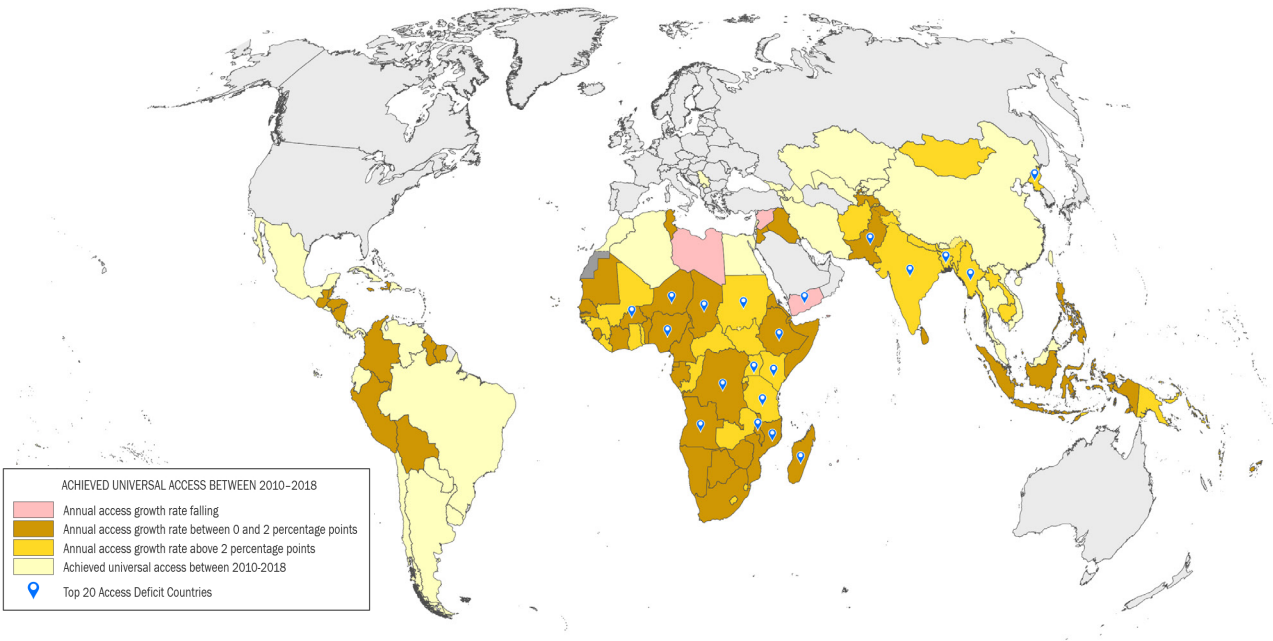 ACHIEVED UNIVERSAL ACCESS BETWEEN 2010–2018
Annual access growth rate falling
Annual access growth rate between 0 and 2 percentage points
Annual access growth rate above 2 percentage points
Achieved universal access between 2010-2018
Top 20 Access Deficit Countries